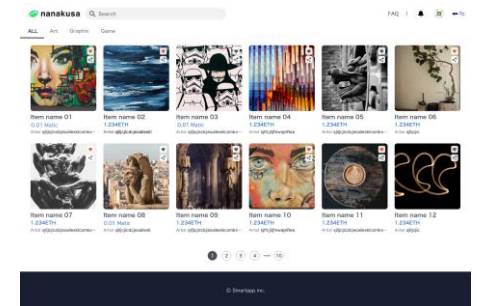 nanakusa
Search
FAQ
ALL Art Graphic Game
Item name 01
0.01 Matic
Item name 02
1.234ETH
Item name 03
0.01 Matic
Item name 04
1.234ETH
Item name 05
1.234ETH
Item name 06
1.234ETH
Item name 07
1.234ETH
Item name 08
0.01 Matic
Item name 09
1.234ETH
Item name 10
1.234ETH
Item name 11
1.234ETH
Item name 12
1.234ETH
1 2 3 4 ••• 10
© Smartapp inc.